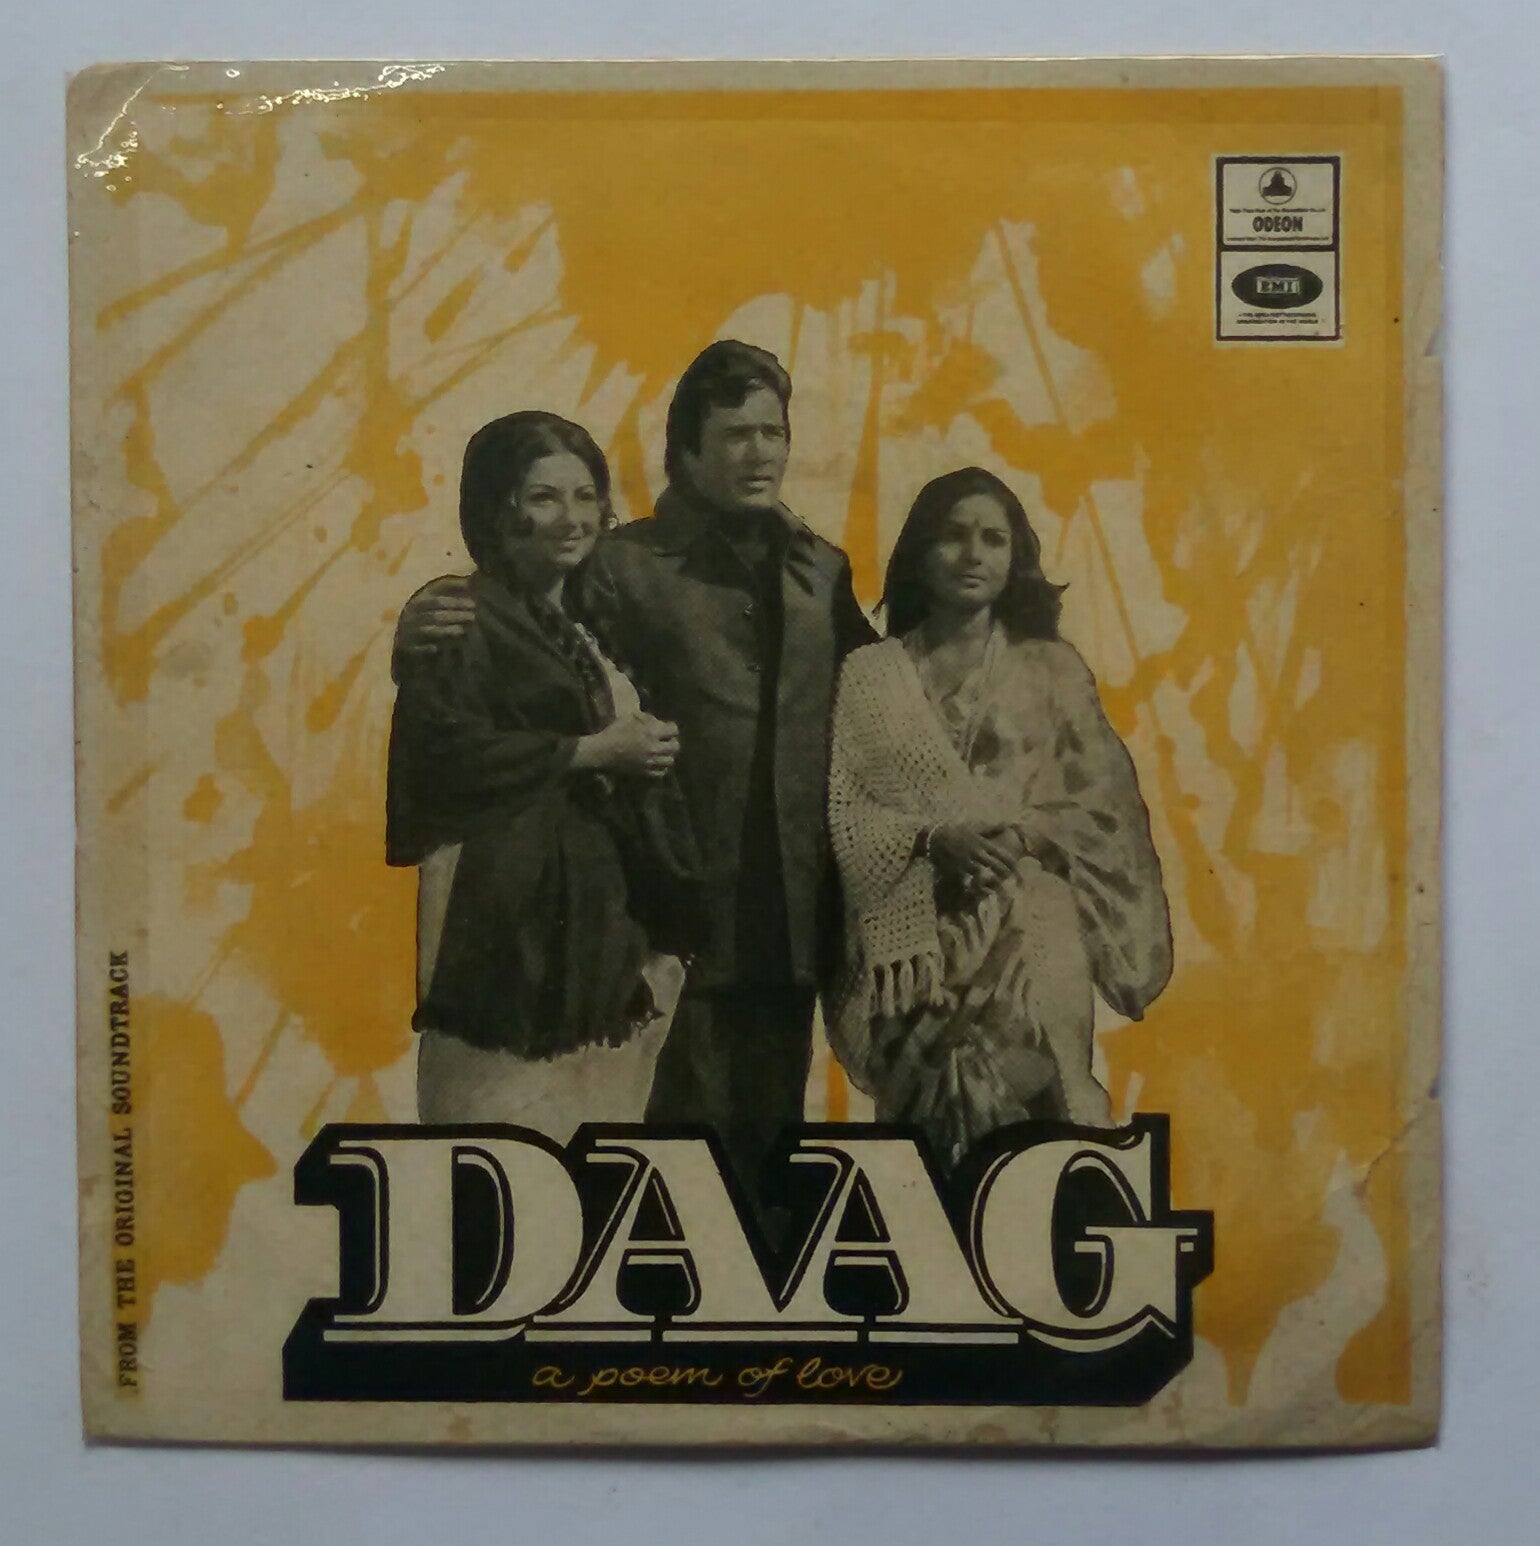 ODEON
EMI
FROM THE ORIGINAL SOUNDTRACK
DAAG
a poem of love